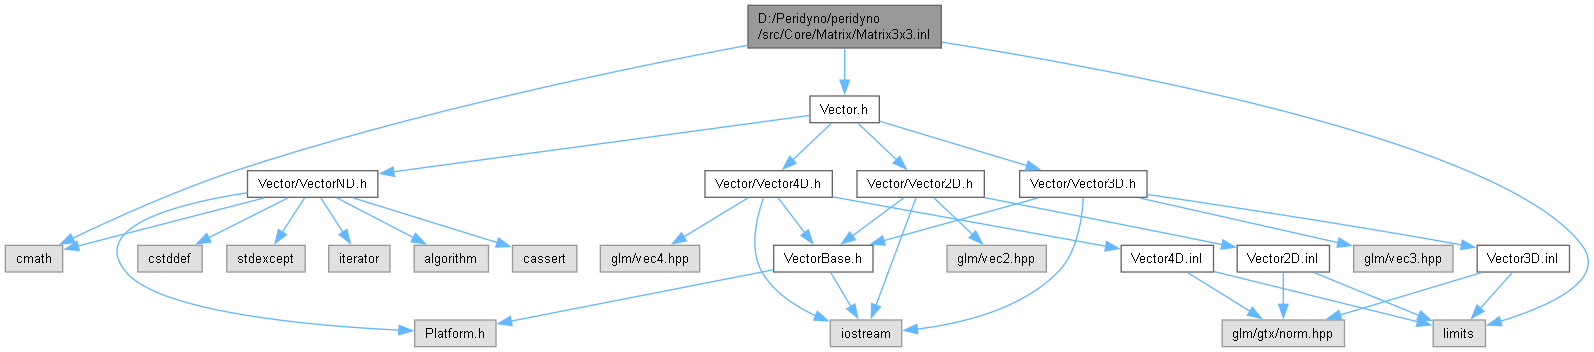 D:/Peridyno/peridyno
/src/Core/Matrix/Matrix3x3.inl
Vector.h
Vector/VectorND.h
Vector/Vector4D.h
Vector/Vector2D.h
Vector/Vector3D.h
cmath
cstddef
stdexcept
iterator
algorithm
cassert
glm/vec4.hpp
VectorBase.h
glm/vec2.hpp
Vector4D.inl
Vector2D.inl
glm/vec3.hpp
Vector3D.inl
Platform.h
iostream
glm/gtx/norm.hpp
limits